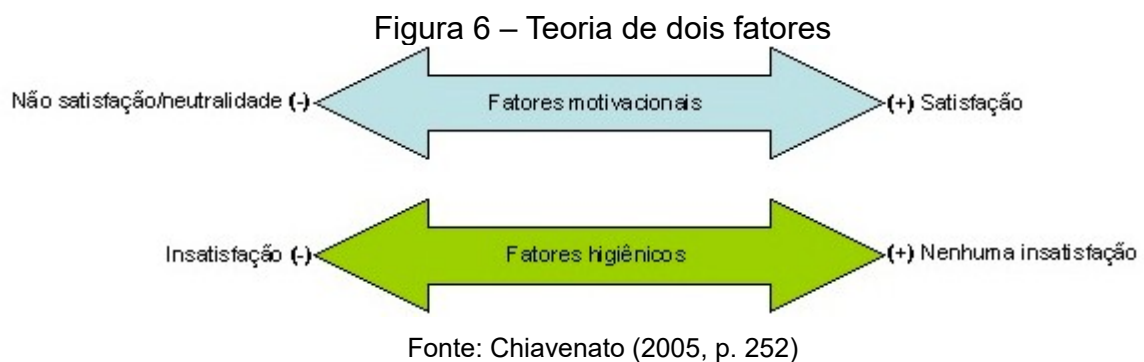 Figura 6 – Teoria de dois fatores
Não satisfação/neutralidade (-) Fatores motivacionais (+) Satisfação
Insatisfação (-) Fatores higiênicos (+) Nenhuma insatisfação
Fonte: Chiavenato (2005, p. 252)